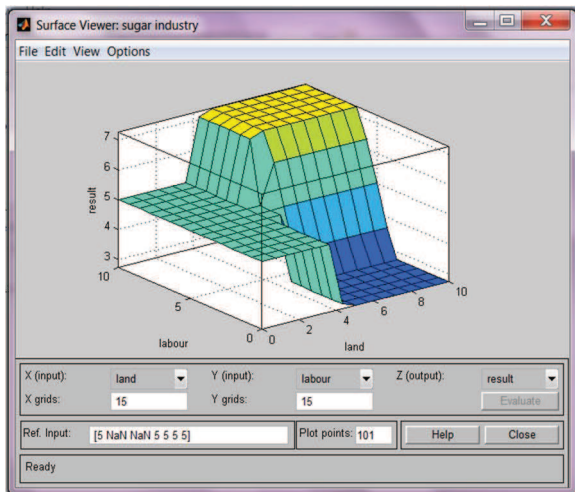 Surface Viewer: sugar industry
File Edit View Options
7
6
5
4
3
result
10
5
0
labour
0
2
4
6
8
10
land
X (input): land Y (input): labour Z (output): result
X grids: 15 Y grids: 15 Evaluate
Ref. Input: [5 NaN NaN 5 5 5 5] Plot points: 101 Help Close
Ready